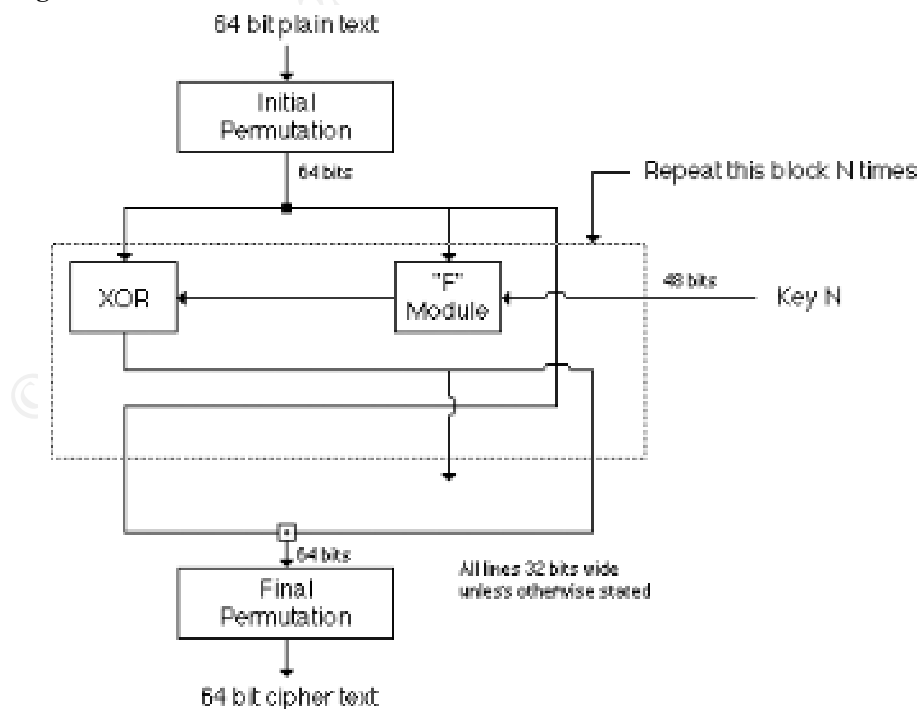 64 bit plain text
Initial
Permutation
64 bits
Repeat this block N times
XOR
"F"
Module
48 bits
Key N
64 bits
All lines 32 bits wide
unless otherwise stated
Final
Permutation
64 bit cipher text